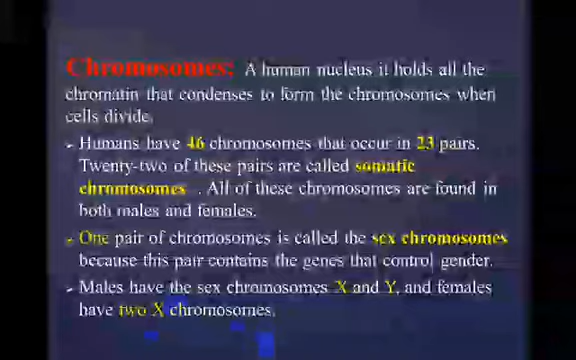 Chromosomes: A human nucleus it holds all the
chromatin that condenses to form the chromosomes when
cells divide.
➢ Humans have 46 chromosomes that occur in 23 pairs.
Twenty-two of these pairs are called somatic
chromosomes . All of these chromosomes are found in
both males and females.
➢ One pair of chromosomes is called the sex chromosomes
because this pair contains the genes that control gender.
➢ Males have the sex chromosomes X and Y, and females
have two X chromosomes.